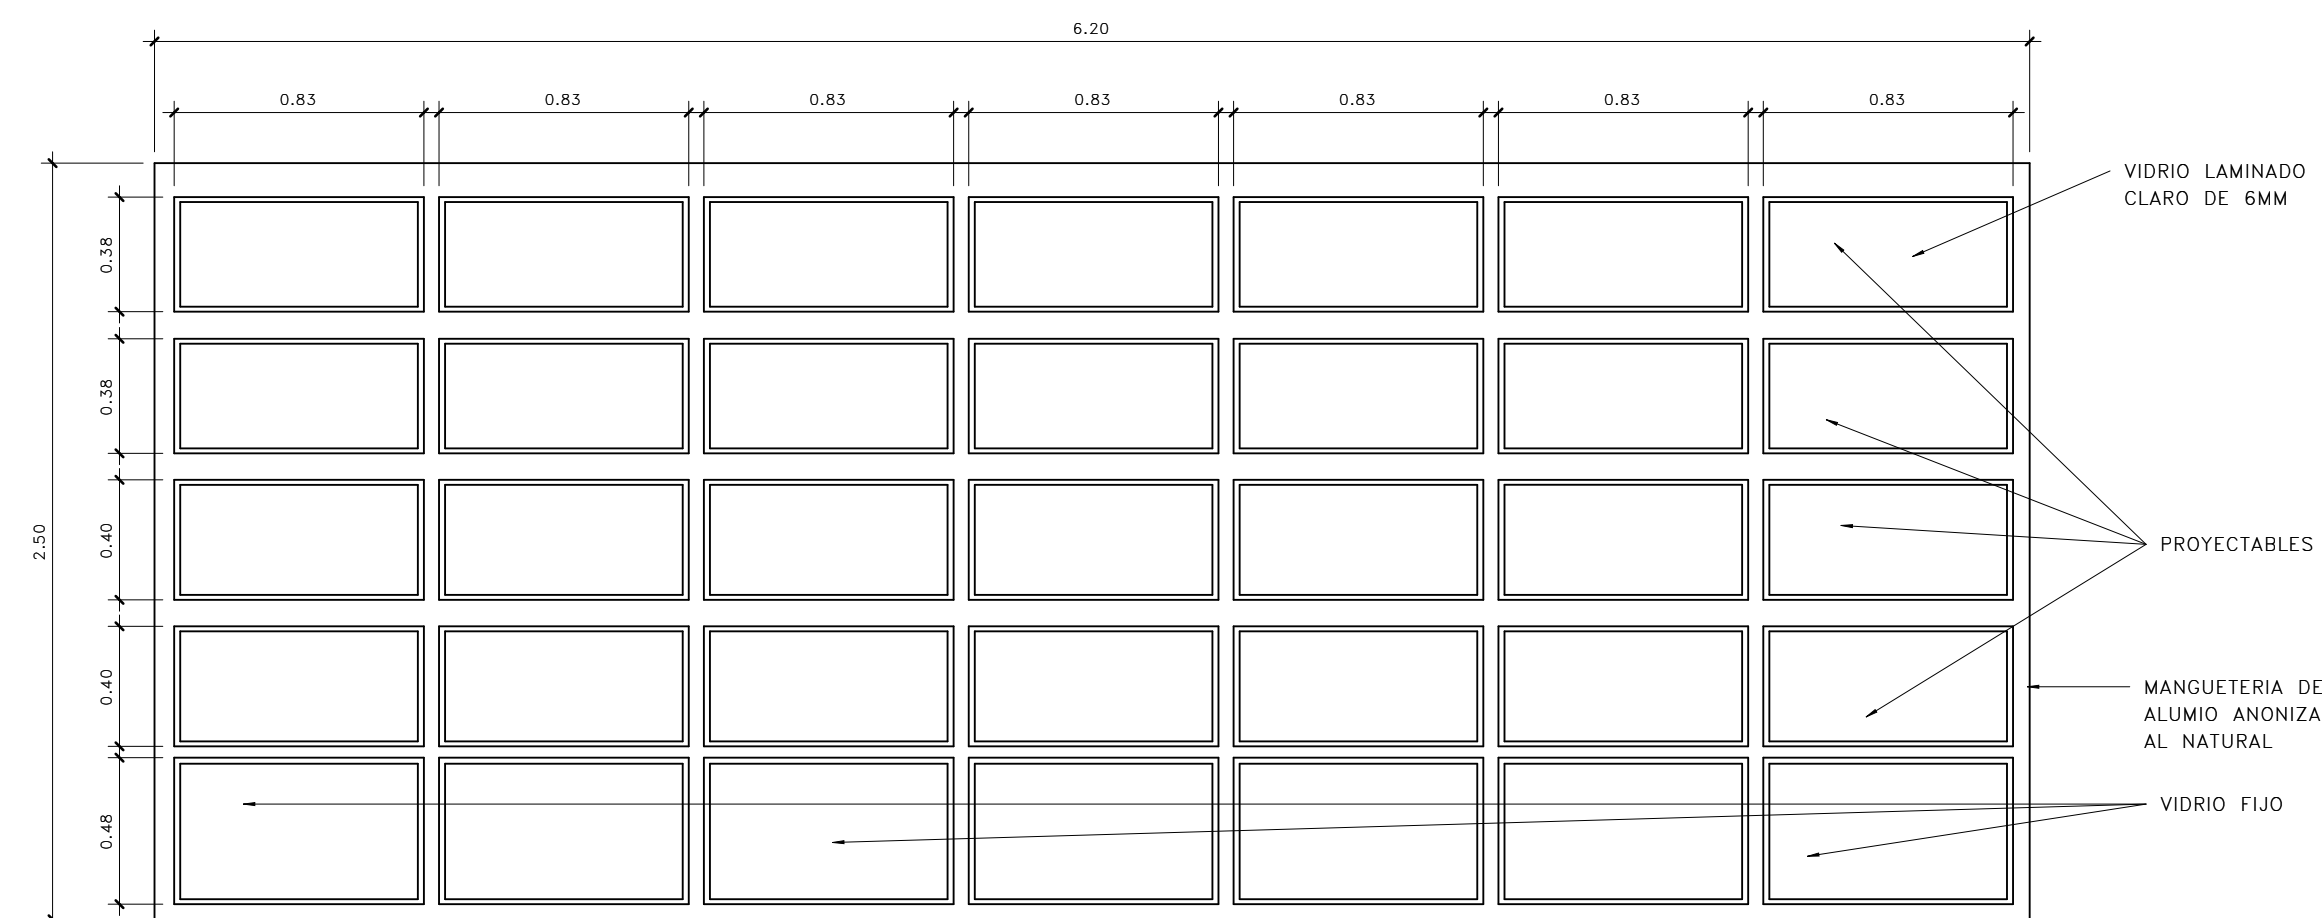 6.20
0.83 0.83 0.83 0.83 0.83 0.83 0.83
VIDRIO LAMINADO
CLARO DE 6MM
0.38
0.38
2.50
0.40
PROYECTABLES
0.40
MANGUETERIA DE
ALUMIO ANONIZA
AL NATURAL
VIDRIO FIJO
0.48